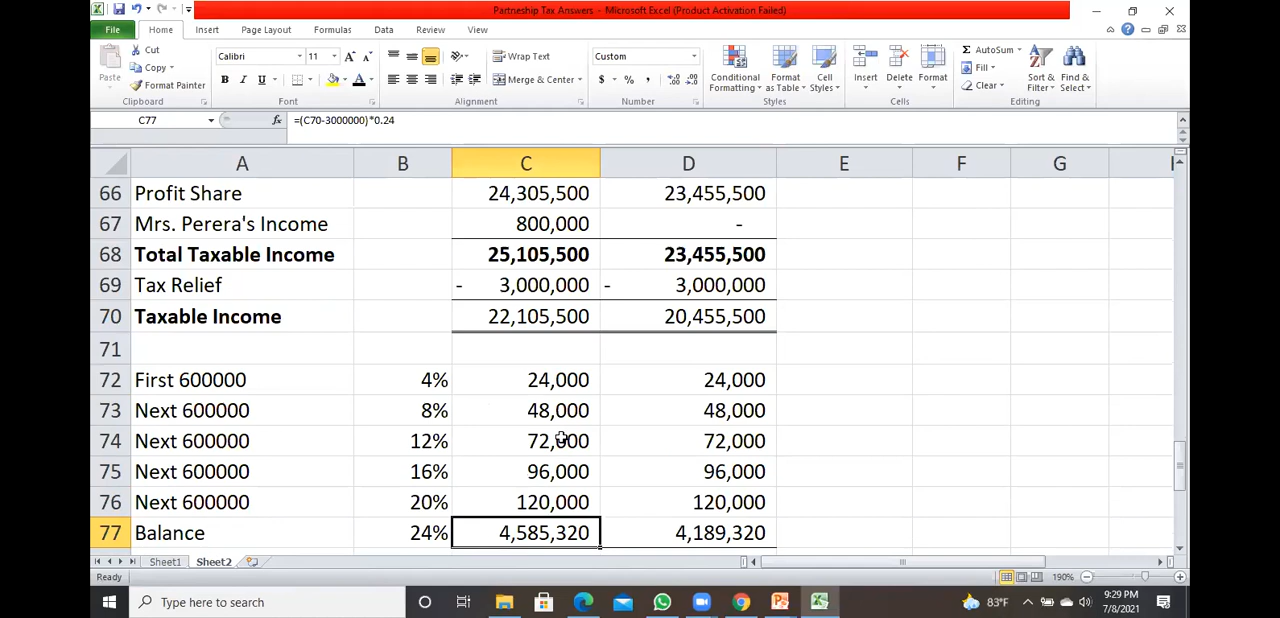 Partneship Tax Answers - Microsoft Excel (Product Activation Failed)
File Home Insert Page Layout Formulas Data Review View
Cut Calibri 11 Wrap Text Custom AutoSum
Copy Fill
Paste Format Painter B I U Merge & Center $ % , Conditional Formatting Format as Table Cell Styles Insert Delete Format Clear Sort & Filter Find & Select
Clipboard Font Alignment Number Styles Cells Editing
C77 fx =(C70-3000000)*0.24
A B C D E F G
66 Profit Share 24,305,500 23,455,500
67 Mrs. Perera's Income 800,000 -
68 Total Taxable Income 25,105,500 23,455,500
69 Tax Relief - 3,000,000 - 3,000,000
70 Taxable Income 22,105,500 20,455,500
71
72 First 600000 4% 24,000 24,000
73 Next 600000 8% 48,000 48,000
74 Next 600000 12% 72,000 72,000
75 Next 600000 16% 96,000 96,000
76 Next 600000 20% 120,000 120,000
77 Balance 24% 4,585,320 4,189,320
Sheet1 Sheet2
Ready 190%
Type here to search 83°F 9:29 PM
7/8/2021